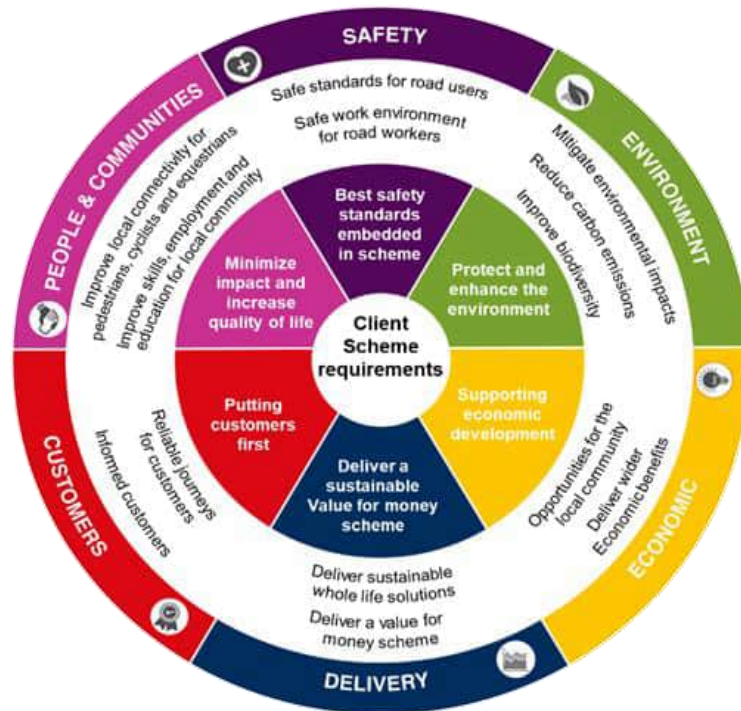 SAFETY
Safe standards for road users
Safe work environment
for road workers
Best safety
standards
embedded
in scheme
ENVIRONMENT
Mitigate environmental impacts
Reduce carbon emissions
Improve biodiversity
Protect and
enhance the
environment
ECONOMIC
Opportunities for the
local community
Deliver wider
Economic benefits
Supporting
economic
development
DELIVERY
Deliver sustainable
whole life solutions
Deliver a value for
money scheme
Deliver a
sustainable
Value for money
scheme
CUSTOMERS
Informed customers
Reliable journeys
for customers
Putting
customers
first
PEOPLE & COMMUNITIES
Improve local connectivity for
pedestrians, cyclists and equestrians
Improve skills, employment and
education for local community
Minimize
impact and
increase
quality of life
Client
Scheme
requirements